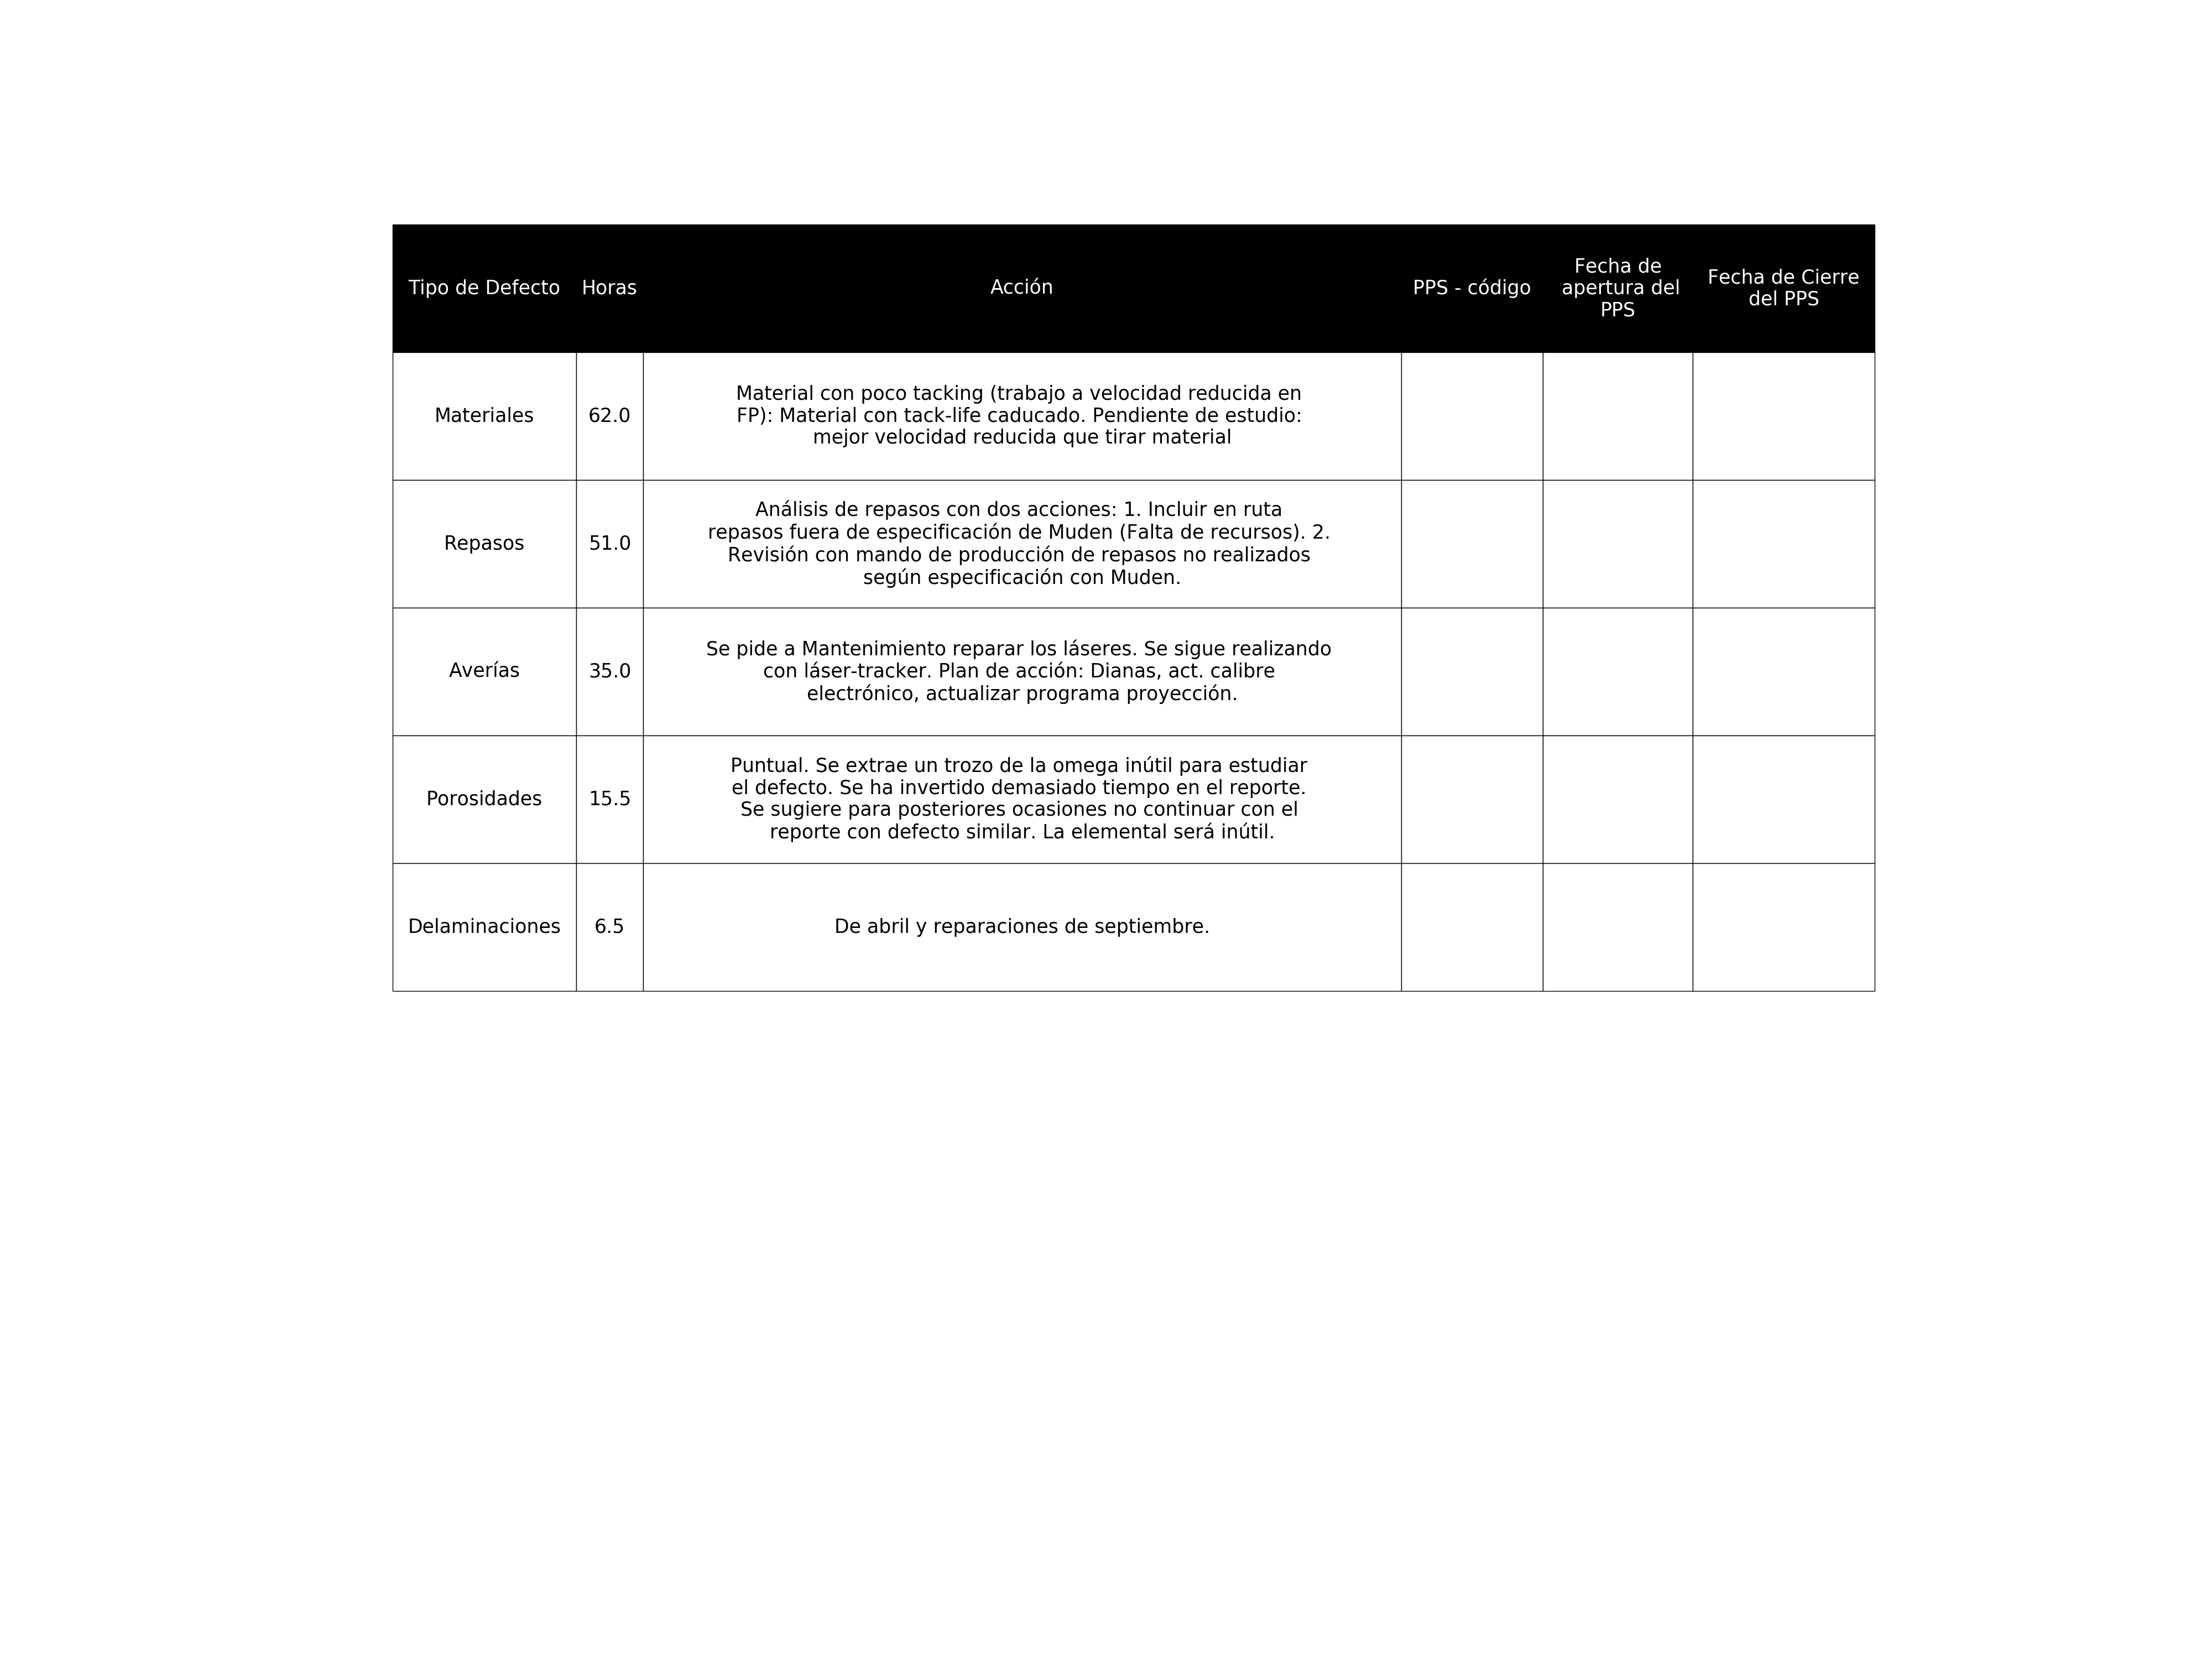 Tipo de Defecto
Horas
Acción
PPS - código
Fecha de
apertura del
PPS
Fecha de Cierre
del PPS
Materiales
62.0
Material con poco tacking (trabajo a velocidad reducida en
FP): Material con tack-life caducado. Pendiente de estudio:
mejor velocidad reducida que tirar material
Repasos
51.0
Análisis de repasos con dos acciones: 1. Incluir en ruta
repasos fuera de especificación de Muden (Falta de recursos). 2.
Revisión con mando de producción de repasos no realizados
según especificación con Muden.
Averías
35.0
Se pide a Mantenimiento reparar los láseres. Se sigue realizando
con láser-tracker. Plan de acción: Dianas, act. calibre
electrónico, actualizar programa proyección.
Porosidades
15.5
Puntual. Se extrae un trozo de la omega inútil para estudiar
el defecto. Se ha invertido demasiado tiempo en el reporte.
Se sugiere para posteriores ocasiones no continuar con el
reporte con defecto similar. La elemental será inútil.
Delaminaciones
6.5
De abril y reparaciones de septiembre.